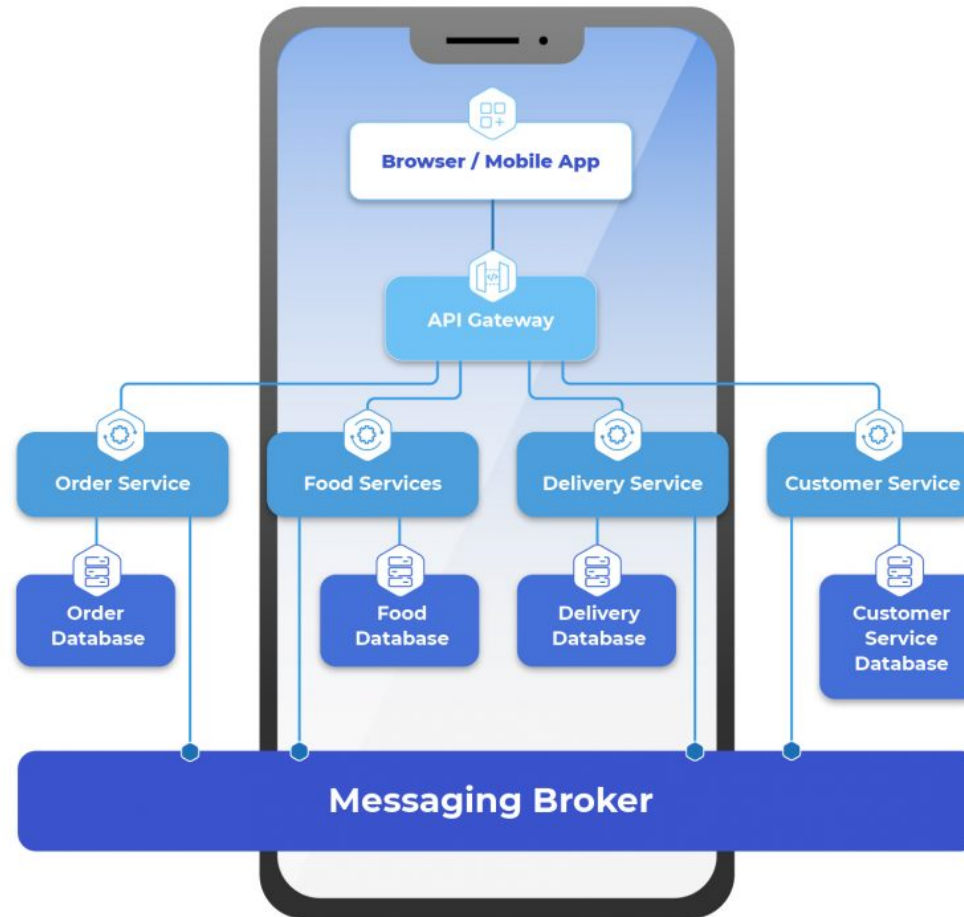 Browser / Mobile App
API Gateway
Order Service
Food Services
Delivery Service
Customer Service
Order
Database
Food
Database
Delivery
Database
Customer
Service
Database
Messaging Broker